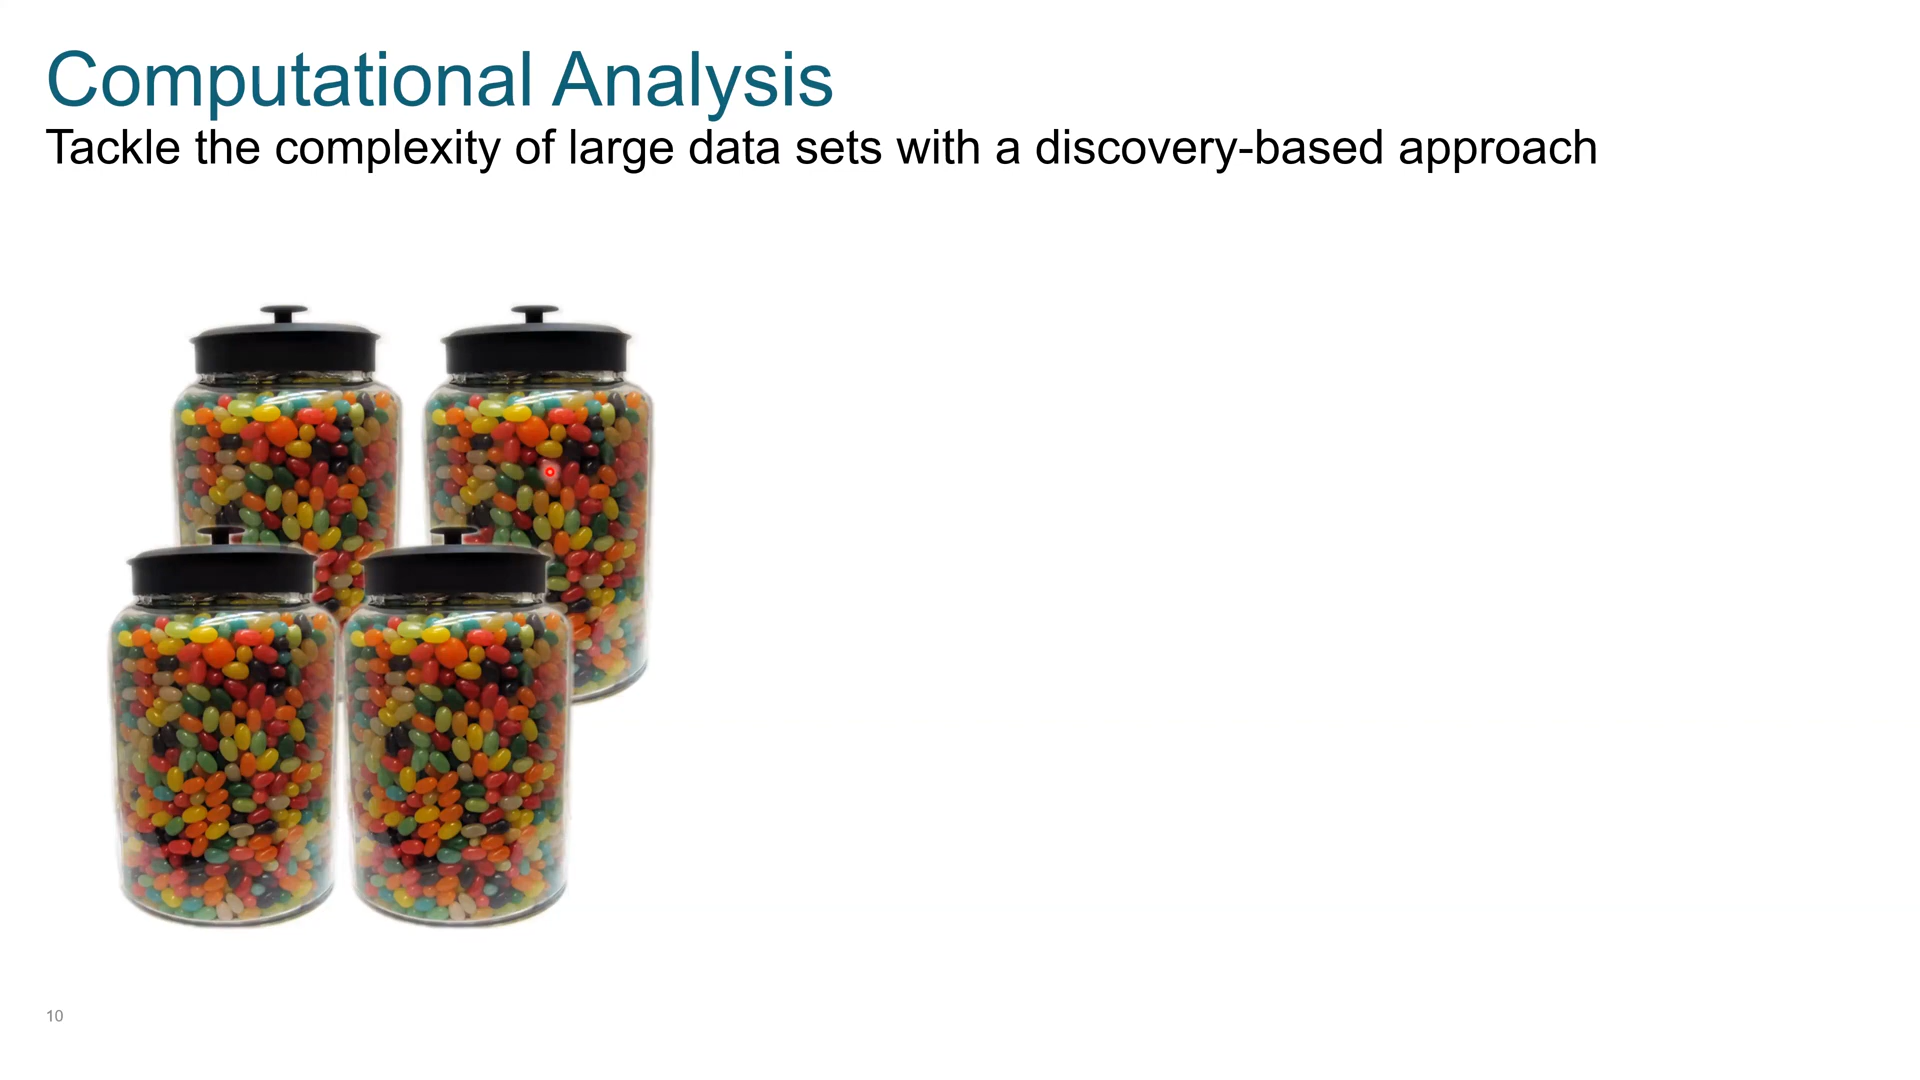 Computational Analysis
Tackle the complexity of large data sets with a discovery-based approach
10